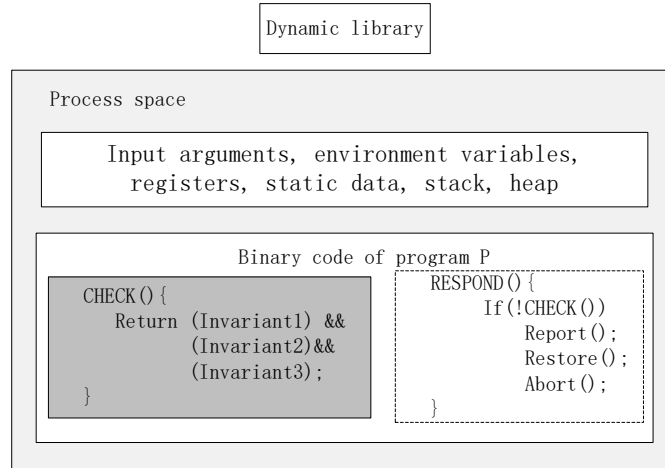 Dynamic library
Process space
Input arguments, environment variables,
registers, static data, stack, heap
Binary code of program P
CHECK(){
Return (Invariant1) &&
(Invariant2)&&
(Invariant3);
}
RESPOND(){
If(!CHECK())
Report();
Restore();
Abort();
}